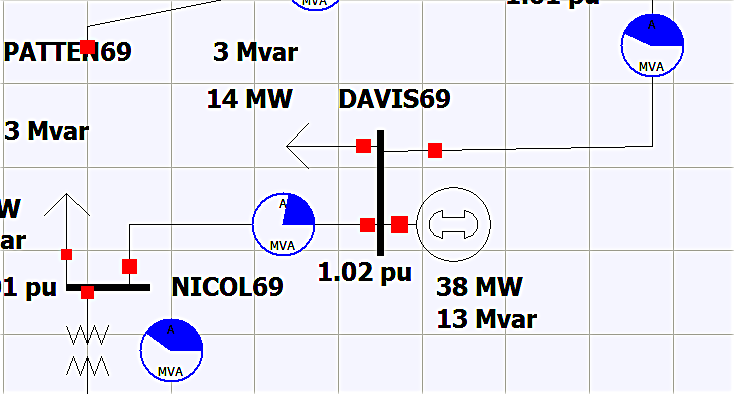 MVA
PATTEN69
3 Mvar
A
MVA
14 MW
DAVIS69
3 Mvar
A
MVA
1.02 pu
NICOL69
38 MW
13 Mvar
A
MVA